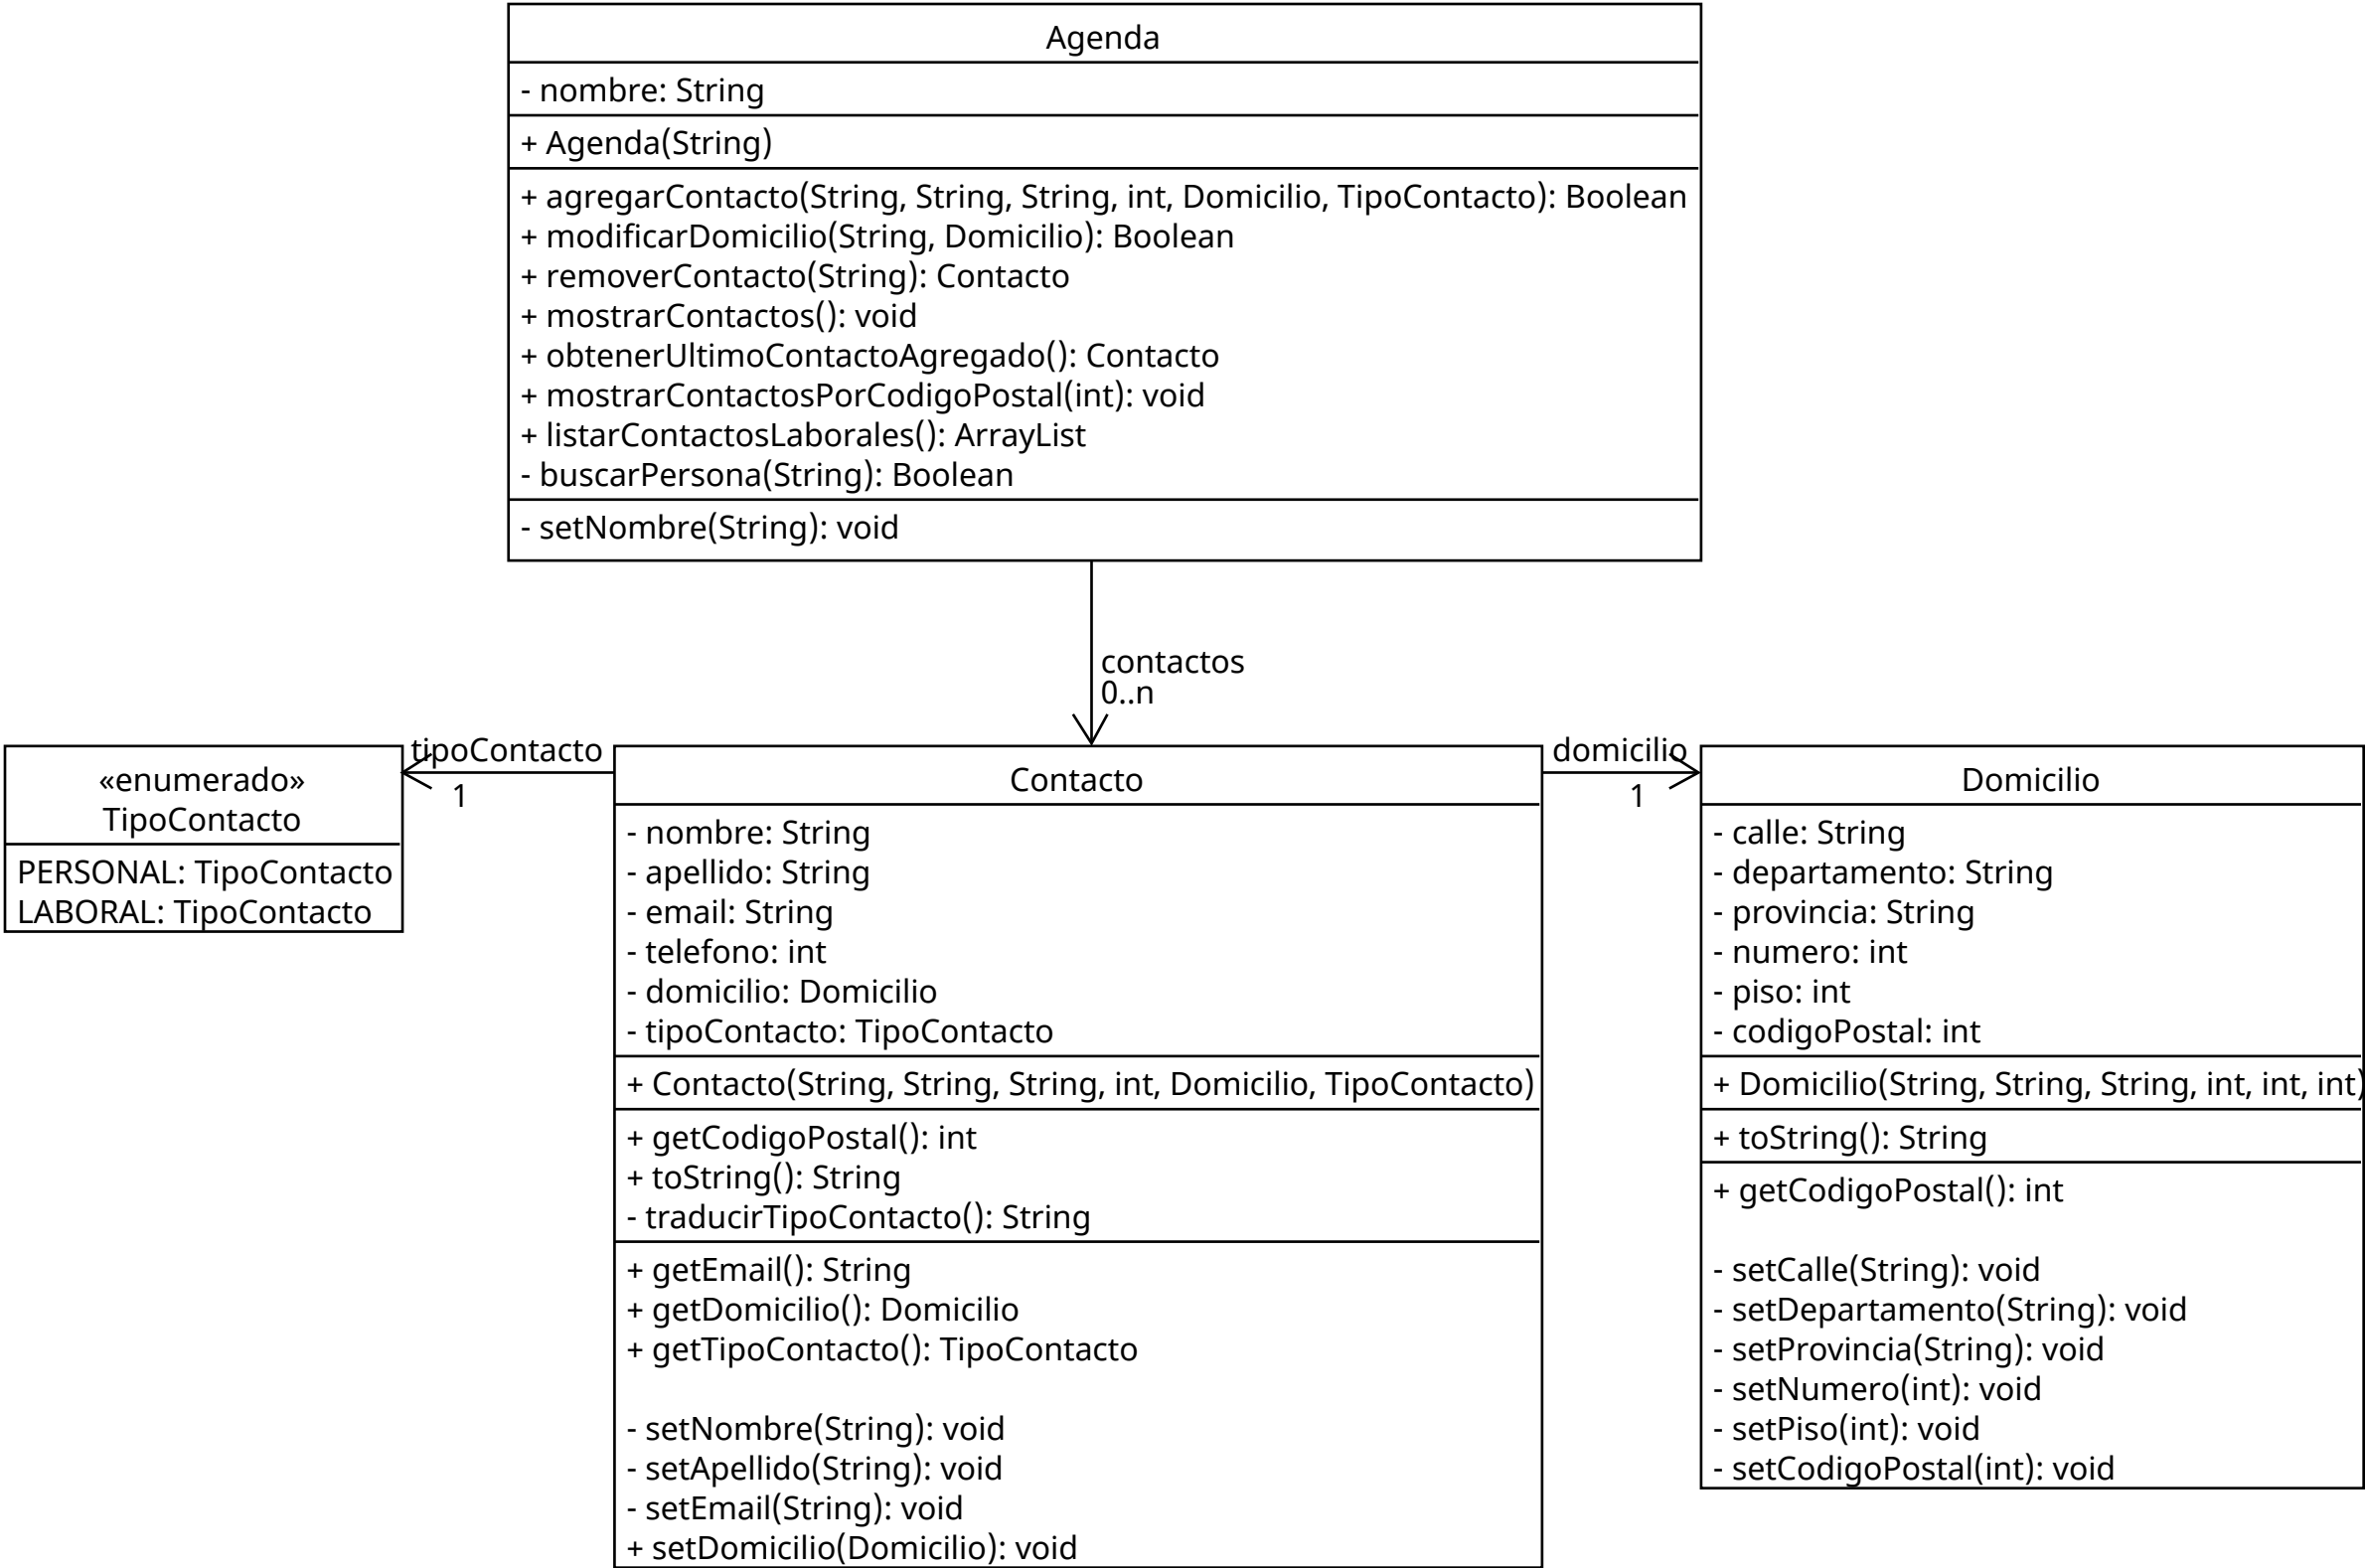 Agenda
- nombre: String
+ Agenda(String)
+ agregarContacto(String, String, String, int, Domicilio, TipoContacto): Boolean
+ modificarDomicilio(String, Domicilio): Boolean
+ removerContacto(String): Contacto
+ mostrarContactos(): void
+ obtenerUltimoContactoAgregado(): Contacto
+ mostrarContactosPorCodigoPostal(int): void
+ listarContactosLaborales(): ArrayList
- buscarPersona(String): Boolean
- setNombre(String): void
contactos
0..n
tipoContacto
1
domicilio
1
«enumerado»
TipoContacto
PERSONAL: TipoContacto
LABORAL: TipoContacto
Contacto
- nombre: String
- apellido: String
- email: String
- telefono: int
- domicilio: Domicilio
- tipoContacto: TipoContacto
+ Contacto(String, String, String, int, Domicilio, TipoContacto)
+ getCodigoPostal(): int
+ toString(): String
- traducirTipoContacto(): String
+ getEmail(): String
+ getDomicilio(): Domicilio
+ getTipoContacto(): TipoContacto
- setNombre(String): void
- setApellido(String): void
- setEmail(String): void
+ setDomicilio(Domicilio): void
Domicilio
- calle: String
- departamento: String
- provincia: String
- numero: int
- piso: int
- codigoPostal: int
+ Domicilio(String, String, String, int, int, int)
+ toString(): String
+ getCodigoPostal(): int
- setCalle(String): void
- setDepartamento(String): void
- setProvincia(String): void
- setNumero(int): void
- setPiso(int): void
- setCodigoPostal(int): void